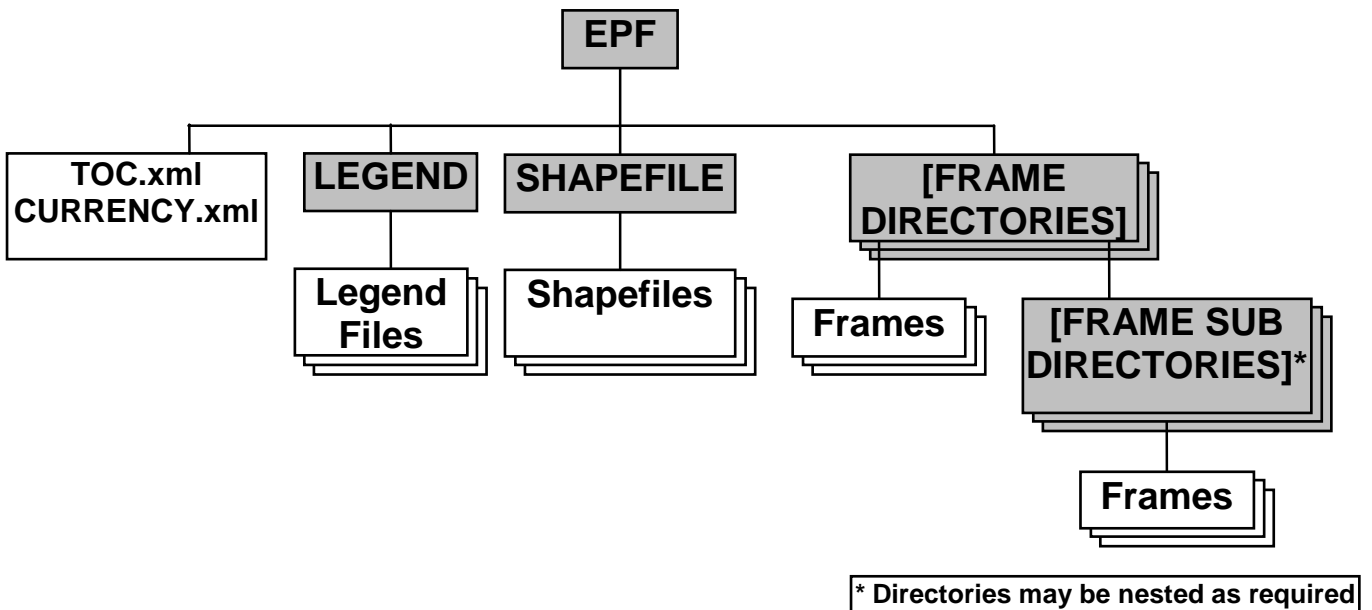 EPF
TOC.xml
CURRENCY.xml
LEGEND
SHAPEFILE
[FRAME
DIRECTORIES]
Legend
Files
Shapefiles
Frames
[FRAME SUB
DIRECTORIES]*
Frames
* Directories may be nested as required